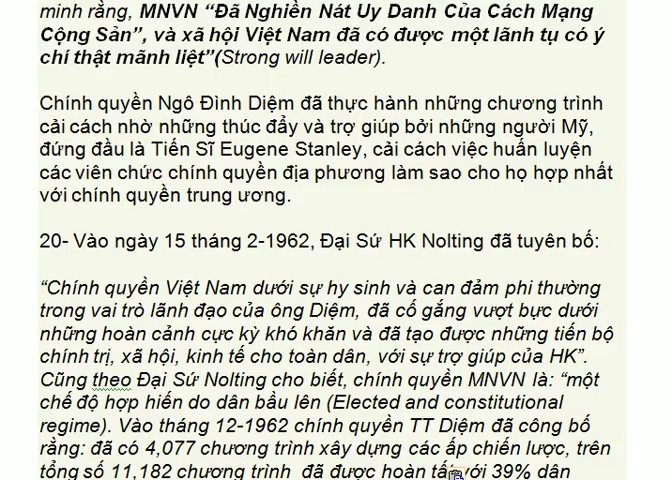 minh rằng, MNVN “Đã Nghiền Nát Uy Danh Của Cách Mạng
Cộng Sản”, và xã hội Việt Nam đã có được một lãnh tụ có ý
chí thật mãnh liệt”(Strong will leader).
Chính quyền Ngô Đình Diệm đã thực hành những chương trình
cải cách nhờ những thúc đẩy và trợ giúp bởi những người Mỹ,
đứng đầu là Tiến Sĩ Eugene Stanley, cải cách việc huấn luyện
các viên chức chính quyền địa phương làm sao cho họ hợp nhất
với chính quyền trung ương.
20- Vào ngày 15 tháng 2-1962, Đại Sứ HK Nolting đã tuyên bố:
“Chính quyền Việt Nam dưới sự hy sinh và can đảm phi thường
trong vai trò lãnh đạo của ông Diệm, đã cố gắng vượt bực dưới
những hoàn cảnh cực kỳ khó khăn và đã tạo được những tiến bộ
chính trị, xã hội, kinh tế cho toàn dân, với sự trợ giúp của HK”.
Cũng theo Đại Sứ Nolting cho biết, chính quyền MNVN là: “một
chế độ hợp hiến do dân bầu lên (Elected and constitutional
regime). Vào tháng 12-1962 chính quyền TT Diệm đã công bố
rằng: đã có 4,077 chương trình xây dựng các ấp chiến lược, trên
tổng số 11,182 chương trình đã được hoàn tất với 39% dân